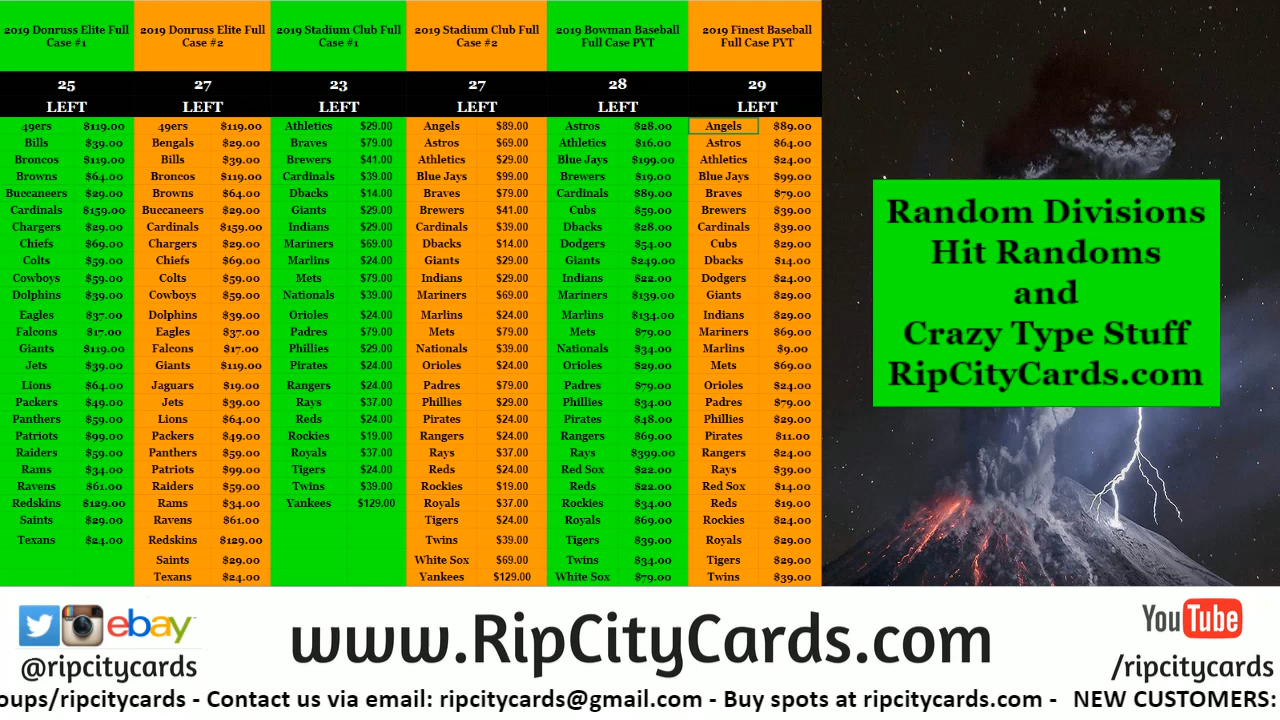 2019 Donruss Elite Full Case #1
25
LEFT
49ers $119.00
Bills $39.00
Broncos $119.00
Browns $64.00
Buccaneers $29.00
Cardinals $159.00
Chargers $29.00
Chiefs $69.00
Colts $59.00
Cowboys $59.00
Dolphins $39.00
Eagles $37.00
Falcons $17.00
Giants $119.00
Jets $39.00
Lions $64.00
Packers $49.00
Panthers $59.00
Patriots $99.00
Raiders $59.00
Rams $34.00
Ravens $61.00
Redskins $129.00
Saints $29.00
Texans $24.00
2019 Donruss Elite Full Case #2
27
LEFT
49ers $119.00
Bengals $29.00
Bills $39.00
Broncos $119.00
Browns $64.00
Buccaneers $29.00
Cardinals $159.00
Chargers $29.00
Chiefs $69.00
Colts $59.00
Cowboys $59.00
Dolphins $39.00
Eagles $37.00
Falcons $17.00
Giants $119.00
Jaguars $19.00
Jets $39.00
Lions $64.00
Packers $49.00
Panthers $59.00
Patriots $99.00
Raiders $59.00
Rams $34.00
Ravens $61.00
Redskins $129.00
Saints $29.00
Texans $24.00
2019 Stadium Club Full Case #1
23
LEFT
Athletics $29.00
Braves $79.00
Brewers $41.00
Cardinals $39.00
Dbacks $14.00
Giants $29.00
Indians $29.00
Mariners $69.00
Marlins $24.00
Mets $79.00
Nationals $39.00
Orioles $24.00
Padres $79.00
Phillies $29.00
Pirates $24.00
Rangers $24.00
Rays $37.00
Reds $24.00
Rockies $19.00
Royals $37.00
Tigers $24.00
Twins $39.00
Yankees $129.00
2019 Stadium Club Full Case #2
27
LEFT
Angels $89.00
Astros $69.00
Athletics $29.00
Blue Jays $99.00
Braves $79.00
Brewers $41.00
Cardinals $39.00
Dbacks $14.00
Giants $29.00
Indians $29.00
Mariners $69.00
Marlins $24.00
Mets $79.00
Nationals $39.00
Orioles $24.00
Padres $79.00
Phillies $29.00
Pirates $24.00
Rangers $24.00
Rays $37.00
Reds $24.00
Rockies $19.00
Royals $37.00
Tigers $24.00
Twins $39.00
White Sox $69.00
Yankees $129.00
2019 Bowman Baseball Full Case PYT
28
LEFT
Astros $28.00
Athletics $16.00
Blue Jays $199.00
Brewers $19.00
Cardinals $89.00
Cubs $59.00
Dbacks $28.00
Dodgers $54.00
Giants $249.00
Indians $22.00
Mariners $139.00
Marlins $134.00
Mets $79.00
Nationals $34.00
Orioles $29.00
Padres $79.00
Phillies $34.00
Pirates $48.00
Rangers $69.00
Rays $399.00
Red Sox $22.00
Reds $22.00
Rockies $34.00
Royals $69.00
Tigers $39.00
Twins $34.00
White Sox $79.00
2019 Finest Baseball Full Case PYT
29
LEFT
Angels $89.00
Astros $64.00
Athletics $24.00
Blue Jays $99.00
Braves $79.00
Brewers $39.00
Cardinals $39.00
Cubs $29.00
Dbacks $14.00
Dodgers $24.00
Giants $29.00
Indians $29.00
Mariners $69.00
Marlins $9.00
Mets $69.00
Orioles $24.00
Padres $79.00
Phillies $29.00
Pirates $11.00
Rangers $24.00
Rays $39.00
Red Sox $14.00
Reds $19.00
Rockies $24.00
Royals $29.00
Tigers $29.00
Twins $39.00
Random Divisions
Hit Randoms
and
Crazy Type Stuff
RipCityCards.com
ebay
@ripcitycards
www.RipCityCards.com
YouTube
/ripcitycards
oups/ripcitycards - Contact us via email: ripcitycards@gmail.com - Buy spots at ripcitycards.com - NEW CUSTOMERS: